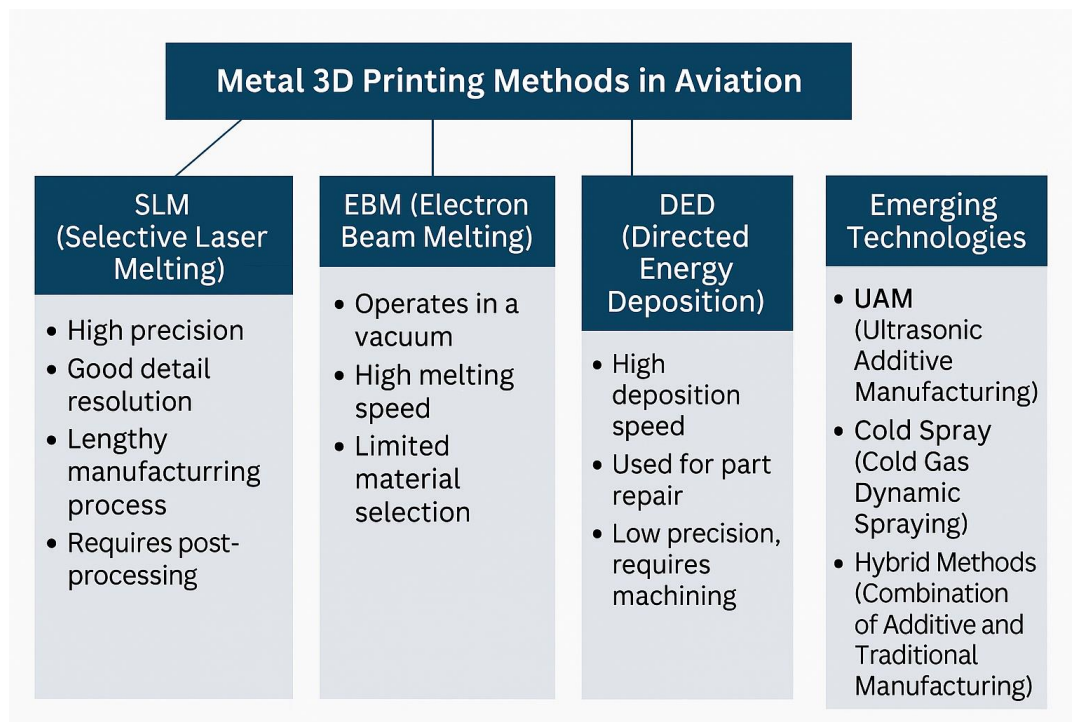 Metal 3D Printing Methods in Aviation
SLM
(Selective Laser
Melting)
• High precision
• Good detail
resolution
• Lengthy
manufacturring
process
• Requires post-
processing
EBM (Electron
Beam Melting)
• Operates in a
vacuum
• High melting
speed
• Limited
material
selection
DED
(Directed
Energy
Deposition)
• High
deposition
speed
• Used for part
repair
• Low precision,
requires
machining
Emerging
Technologies
• UAM
(Ultrasonic
Additive
Manufacturing)
• Cold Spray
(Cold Gas
Dynamic
Spraying)
• Hybrid Methods
(Combination
of Additive and
Traditional
Manufacturing)